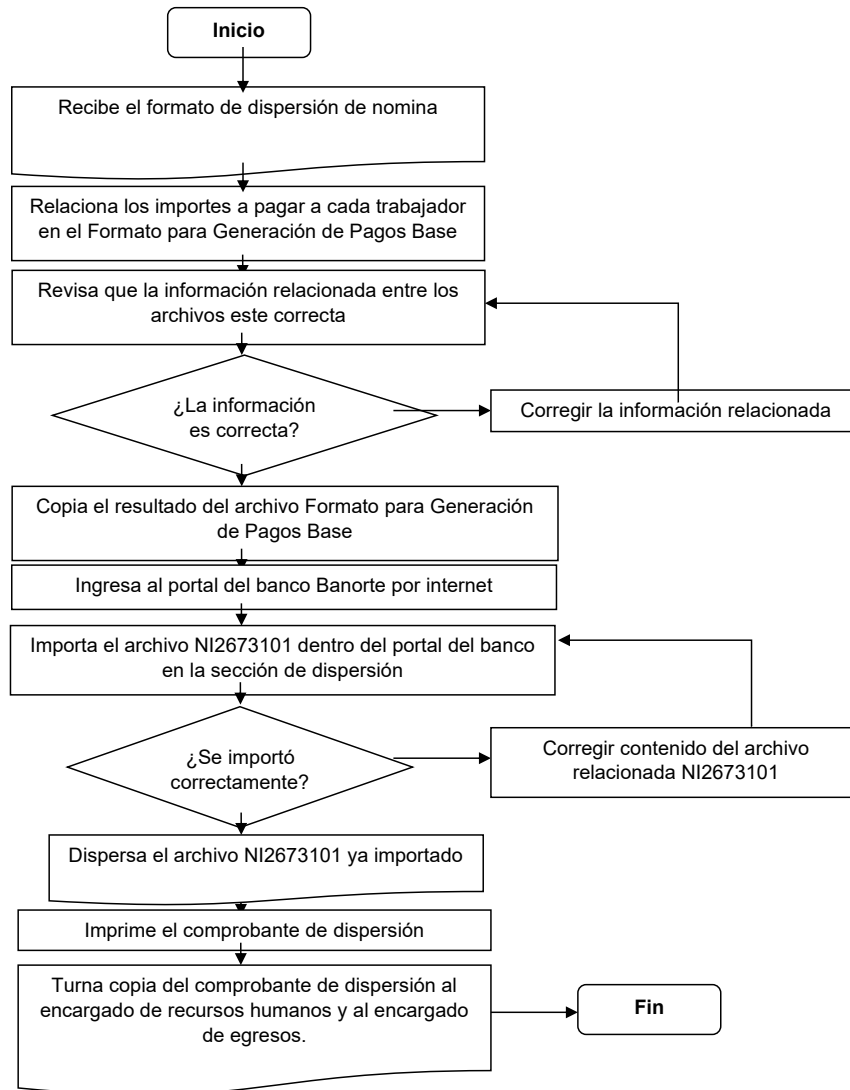 Inicio
Recibe el formato de dispersión de nomina
Relaciona los importes a pagar a cada trabajador
en el Formato para Generación de Pagos Base
Revisa que la información relacionada entre los
archivos este correcta
¿La información
es correcta?
Corregir la información relacionada
Copia el resultado del archivo Formato para Generación
de Pagos Base
Ingresa al portal del banco Banorte por internet
Importa el archivo NI2673101 dentro del portal del banco
en la sección de dispersión
¿Se importó
correctamente?
Corregir contenido del archivo
relacionada NI2673101
Dispersa el archivo NI2673101 ya importado
Imprime el comprobante de dispersión
Turna copia del comprobante de dispersión al
encargado de recursos humanos y al encargado
de egresos.
Fin